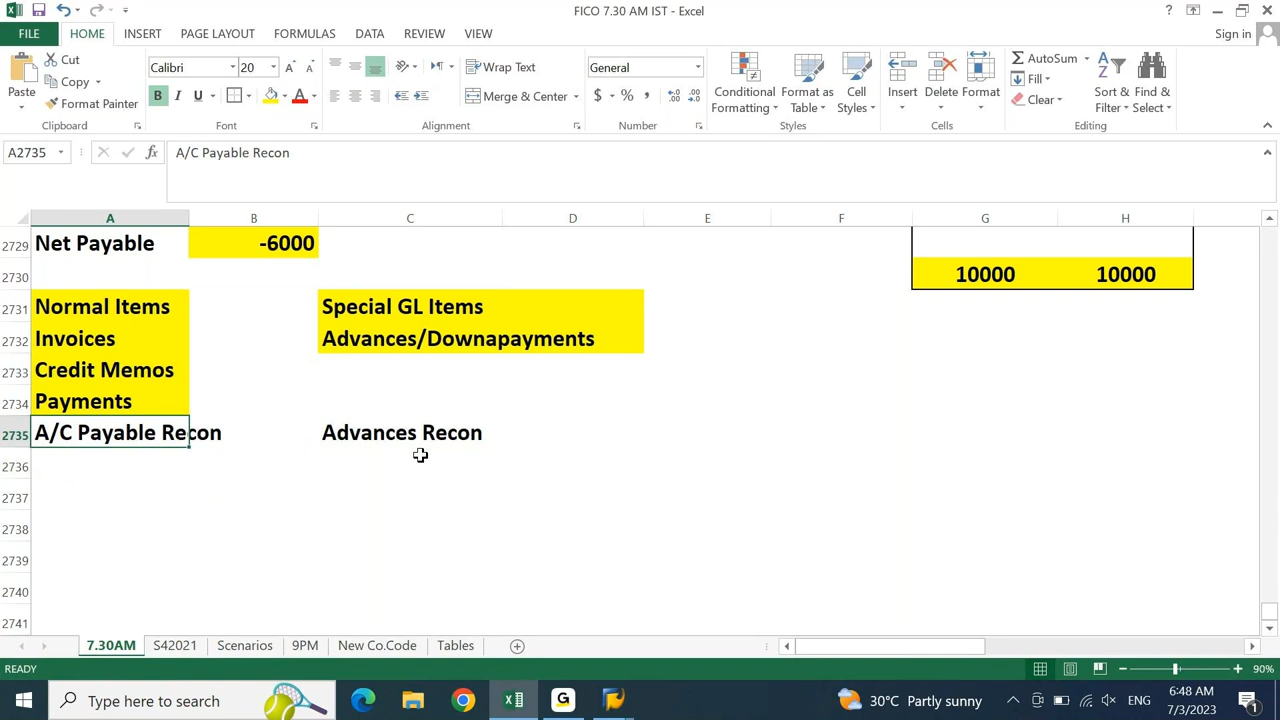 FICO 7.30 AM IST - Excel
?
FILE HOME INSERT PAGE LAYOUT FORMULAS DATA REVIEW VIEW Sign in
Paste Cut Copy Format Painter
Clipboard
Calibri 20
B I U A
Font
Wrap Text
Merge & Center
Alignment
General
$ % ,
Number
Conditional Formatting Format as Table Cell Styles
Styles
Insert Delete Format
Cells
AutoSum Fill Clear Sort & Filter Find & Select
Editing
A2735 fx A/C Payable Recon
A B C D E F G H
2729 Net Payable -6000
2730 10000 10000
2731 Normal Items Special GL Items
2732 Invoices Advances/Downapayments
2733 Credit Memos
2734 Payments
2735 A/C Payable Recon Advances Recon
2736
2737
2738
2739
2740
2741
7.30AM S42021 Scenarios 9PM New Co.Code Tables
READY 90%
Type here to search 30°C Partly sunny ENG 6:48 AM
7/3/2023 1